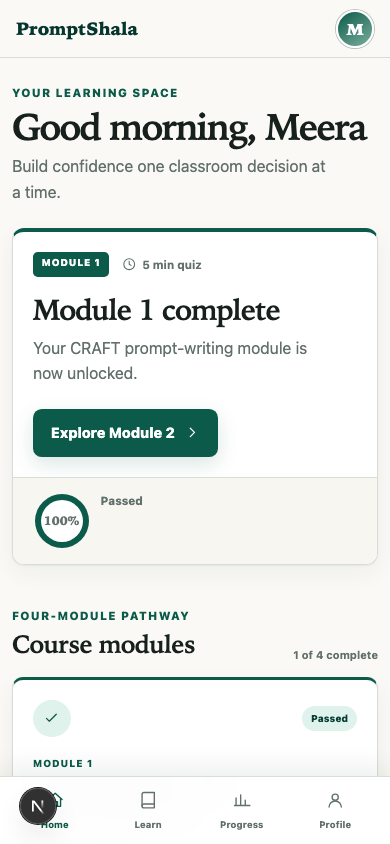 PromptShala
M
YOUR LEARNING SPACE
Good morning, Meera
Build confidence one classroom decision at
a time.
MODULE 1
5 min quiz
Module 1 complete
Your CRAFT prompt-writing module is
now unlocked.
Explore Module 2
100%
Passed
FOUR-MODULE PATHWAY
Course modules
1 of 4 complete
Passed
MODULE 1
N
Home
Learn
Progress
Profile